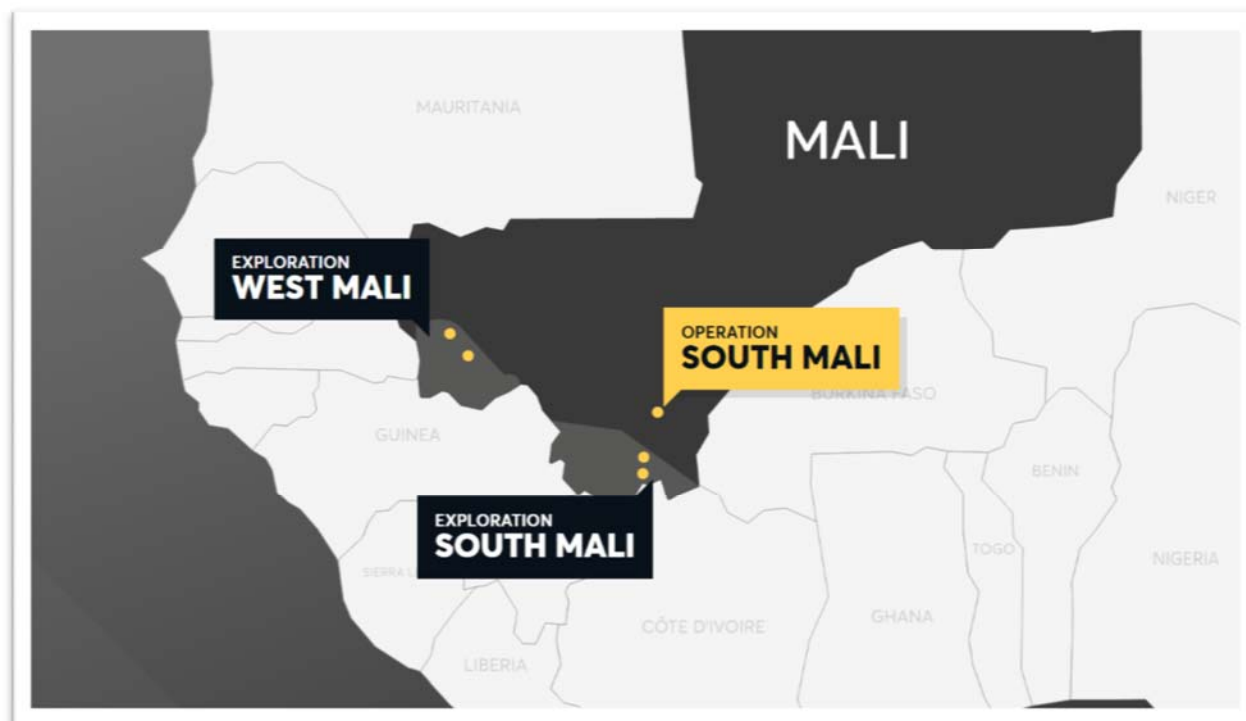 MAURITANIA
MALI
NIGER
EXPLORATION
WEST MALI
OPERATION
SOUTH MALI
BURKINA FASO
GUINEA
BENIN
EXPLORATION
SOUTH MALI
TOGO
NIGERIA
SIERRA L
GHANA
CÔTE D'IVOIRE
LIBERIA